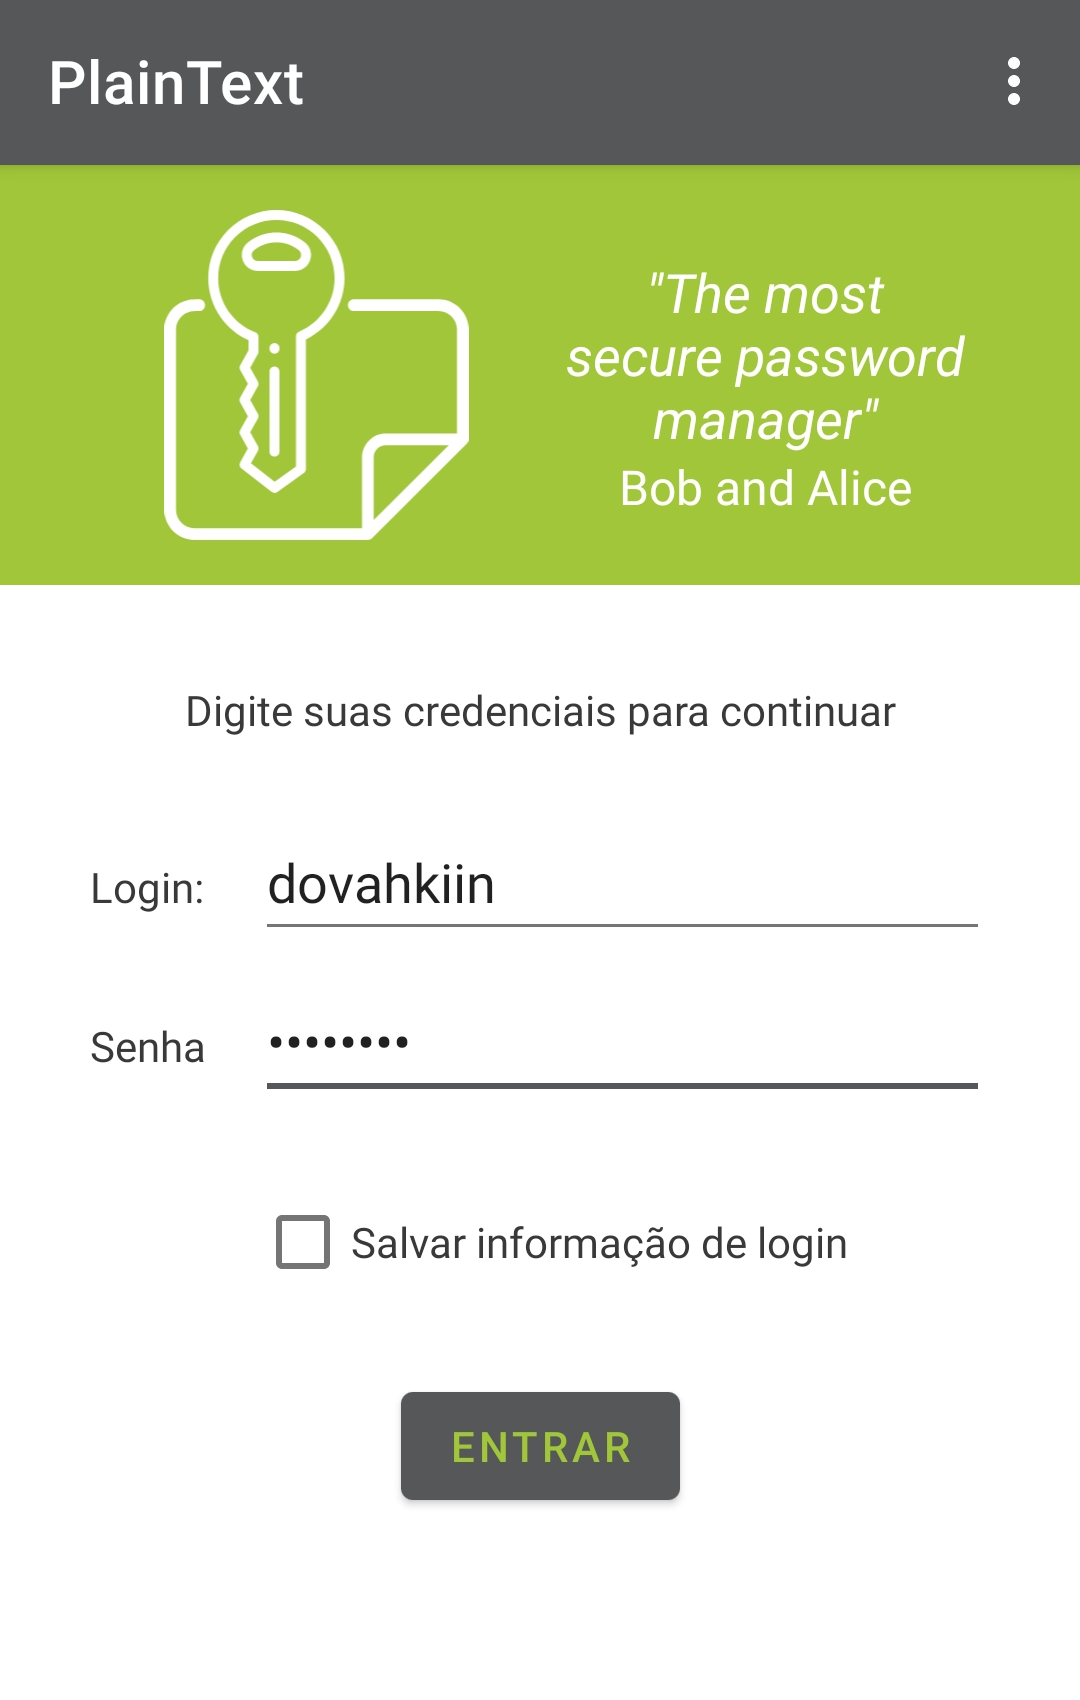 PlainText
"The most
secure password
manager"
Bob and Alice
Digite suas credenciais para continuar
Login: dovahkiin
Senha ••••••••
Salvar informação de login
ENTRAR